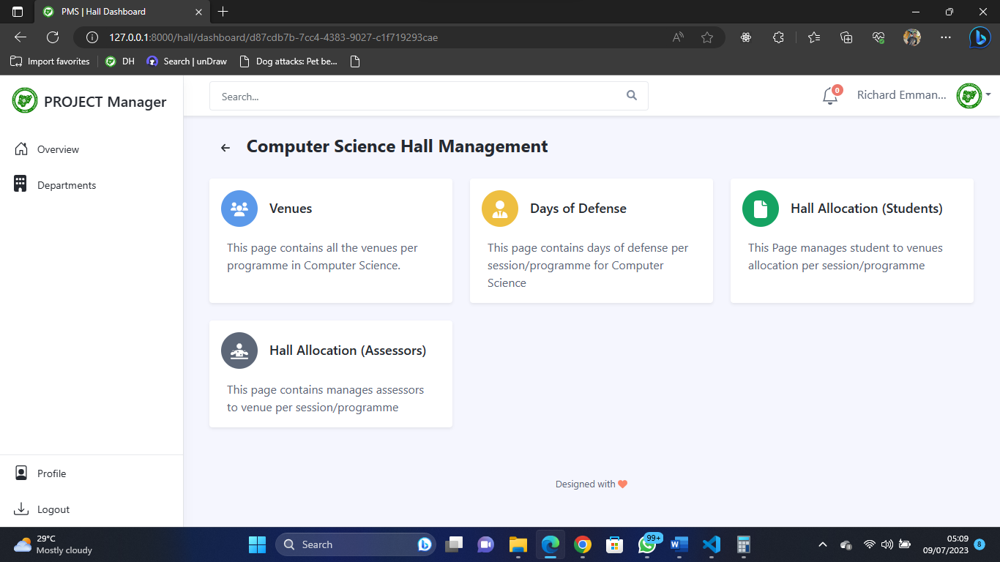 PMS | Hall Dashboard
127.0.0.1:8000/hall/dashboard/d87cdb7b-7cc4-4383-9027-c1f719293cae
Import favorites
DH
Search | unDraw
Dog attacks: Pet be...
PROJECT Manager
Search...
0
Richard Emman...
Overview
Departments
Computer Science Hall Management
Venues
This page contains all the venues per
programme in Computer Science.
Days of Defense
This page contains days of defense per
session/programme for Computer
Science
Hall Allocation (Students)
This Page manages student to venues
allocation per session/programme
Hall Allocation (Assessors)
This page contains manages assessors
to venue per session/programme
Profile
Logout
Designed with
29°C
Mostly cloudy
Search
99+
05:09
09/07/2023
8